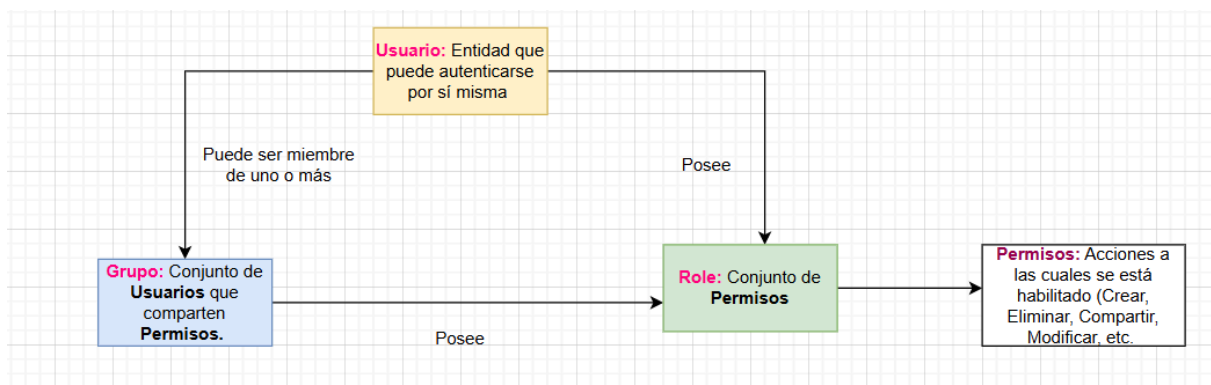 Usuario: Entidad que
puede autenticarse
por sí misma
Puede ser miembre
de uno o más
Posee
Grupo: Conjunto de
Usuarios que
comparten
Permisos.
Posee
Role: Conjunto de
Permisos
Permisos: Acciones a
las cuales se está
habilitado (Crear,
Eliminar, Compartir,
Modificar, etc.